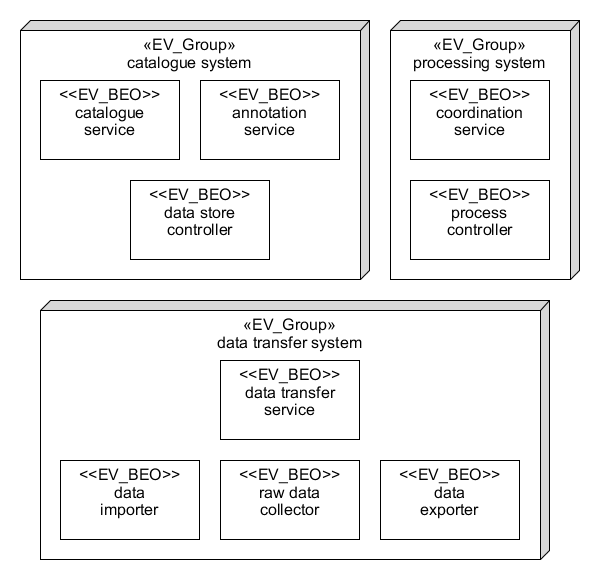 «EV_Group»
catalogue system
<<EV_BEO>>
catalogue
service
<<EV_BEO>>
annotation
service
<<EV_BEO>>
data store
controller
«EV_Group»
processing system
<<EV_BEO>>
coordination
service
<<EV_BEO>>
process
controller
«EV_Group»
data transfer system
<<EV_BEO>>
data transfer
service
<<EV_BEO>>
data
importer
<<EV_BEO>>
raw data
collector
<<EV_BEO>>
data
exporter